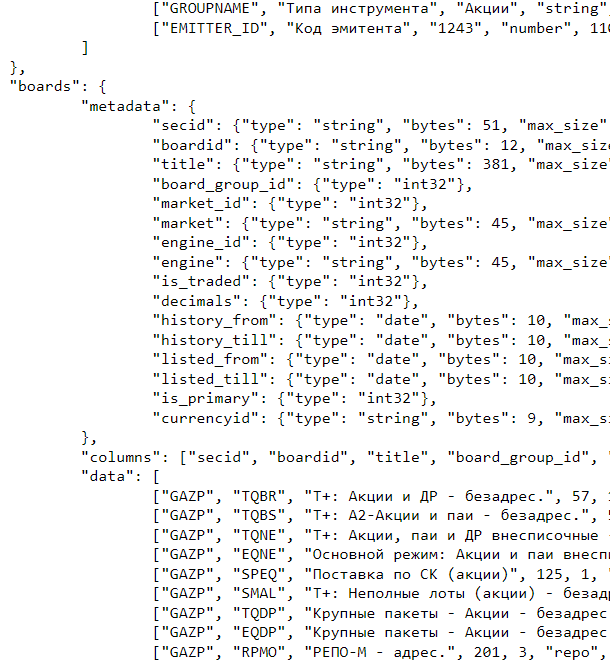 ["GROUPNAME", "Типа инструмента", "Акции", "string",
["EMITTER_ID", "Код эмитента", "1243", "number", 110
]
},
"boards": {
"metadata": {
"secid": {"type": "string", "bytes": 51, "max_size"
"boardid": {"type": "string", "bytes": 12, "max_size
"title": {"type": "string", "bytes": 381, "max_size"
"board_group_id": {"type": "int32"},
"market_id": {"type": "int32"},
"market": {"type": "string", "bytes": 45, "max_size"
"engine_id": {"type": "int32"},
"engine": {"type": "string", "bytes": 45, "max_size"
"is_traded": {"type": "int32"},
"decimals": {"type": "int32"},
"history_from": {"type": "date", "bytes": 10, "max_s
"history_till": {"type": "date", "bytes": 10, "max_s
"listed_from": {"type": "date", "bytes": 10, "max_si
"listed_till": {"type": "date", "bytes": 10, "max_si
"is_primary": {"type": "int32"},
"currencyid": {"type": "string", "bytes": 9, "max_si
},
"columns": ["secid", "boardid", "title", "board_group_id", "
"data": [
["GAZP", "TQBR", "Т+: Акции и ДР - безадрес.", 57,
["GAZP", "TQBS", "Т+: А2-Акции и паи - безадрес.",
["GAZP", "TQNE", "Т+: Акции, паи и ДР внесписочные -
["GAZP", "EQNE", "Основной режим: Акции и паи внеспи
["GAZP", "SPEQ", "Поставка по СК (акции)", 125, 1, "
["GAZP", "SMAL", "Т+: Неполные лоты (акции) - безад
["GAZP", "TQDP", "Крупные пакеты - Акции - безадрес
["GAZP", "EQDP", "Крупные пакеты - Акции - безадрес
["GAZP", "RPMO", "РЕПО-М - адрес.", 201, 3, "repo",